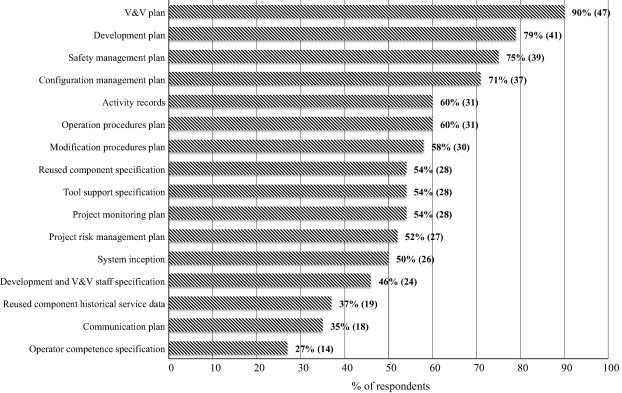 V&V plan 90% (47)
Development plan 79% (41)
Safety management plan 75% (39)
Configuration management plan 71% (37)
Activity records 60% (31)
Operation procedures plan 60% (31)
Modification procedures plan 58% (30)
Reused component specification 54% (28)
Tool support specification 54% (28)
Project monitoring plan 54% (28)
Project risk management plan 52% (27)
System inception 50% (26)
Development and V&V staff specification 46% (24)
Reused component historical service data 37% (19)
Communication plan 35% (18)
Operator competence specification 27% (14)
0 10 20 30 40 50 60 70 80 90 100
% of respondents